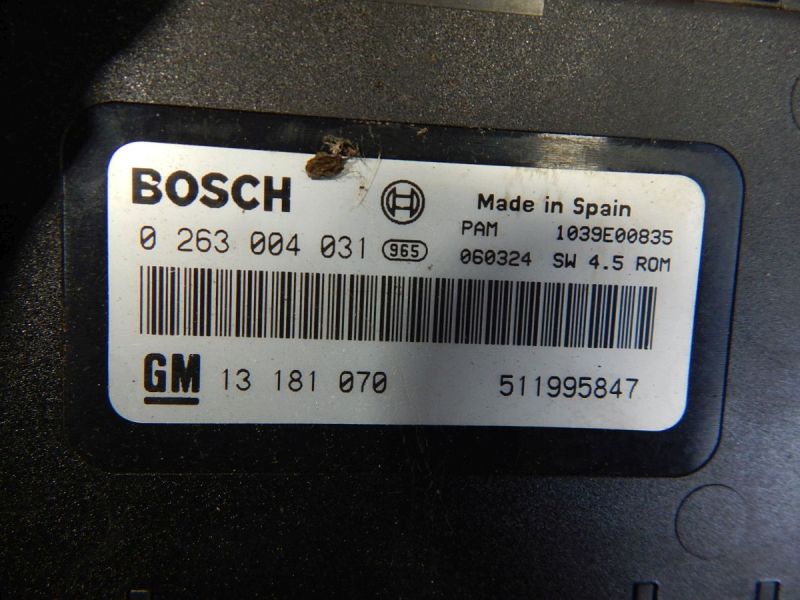 BOSCH
Made in Spain
PAM 1039E00835
0 263 004 031 965
060324 SW 4.5 ROM
GM 13 181 070 511995847